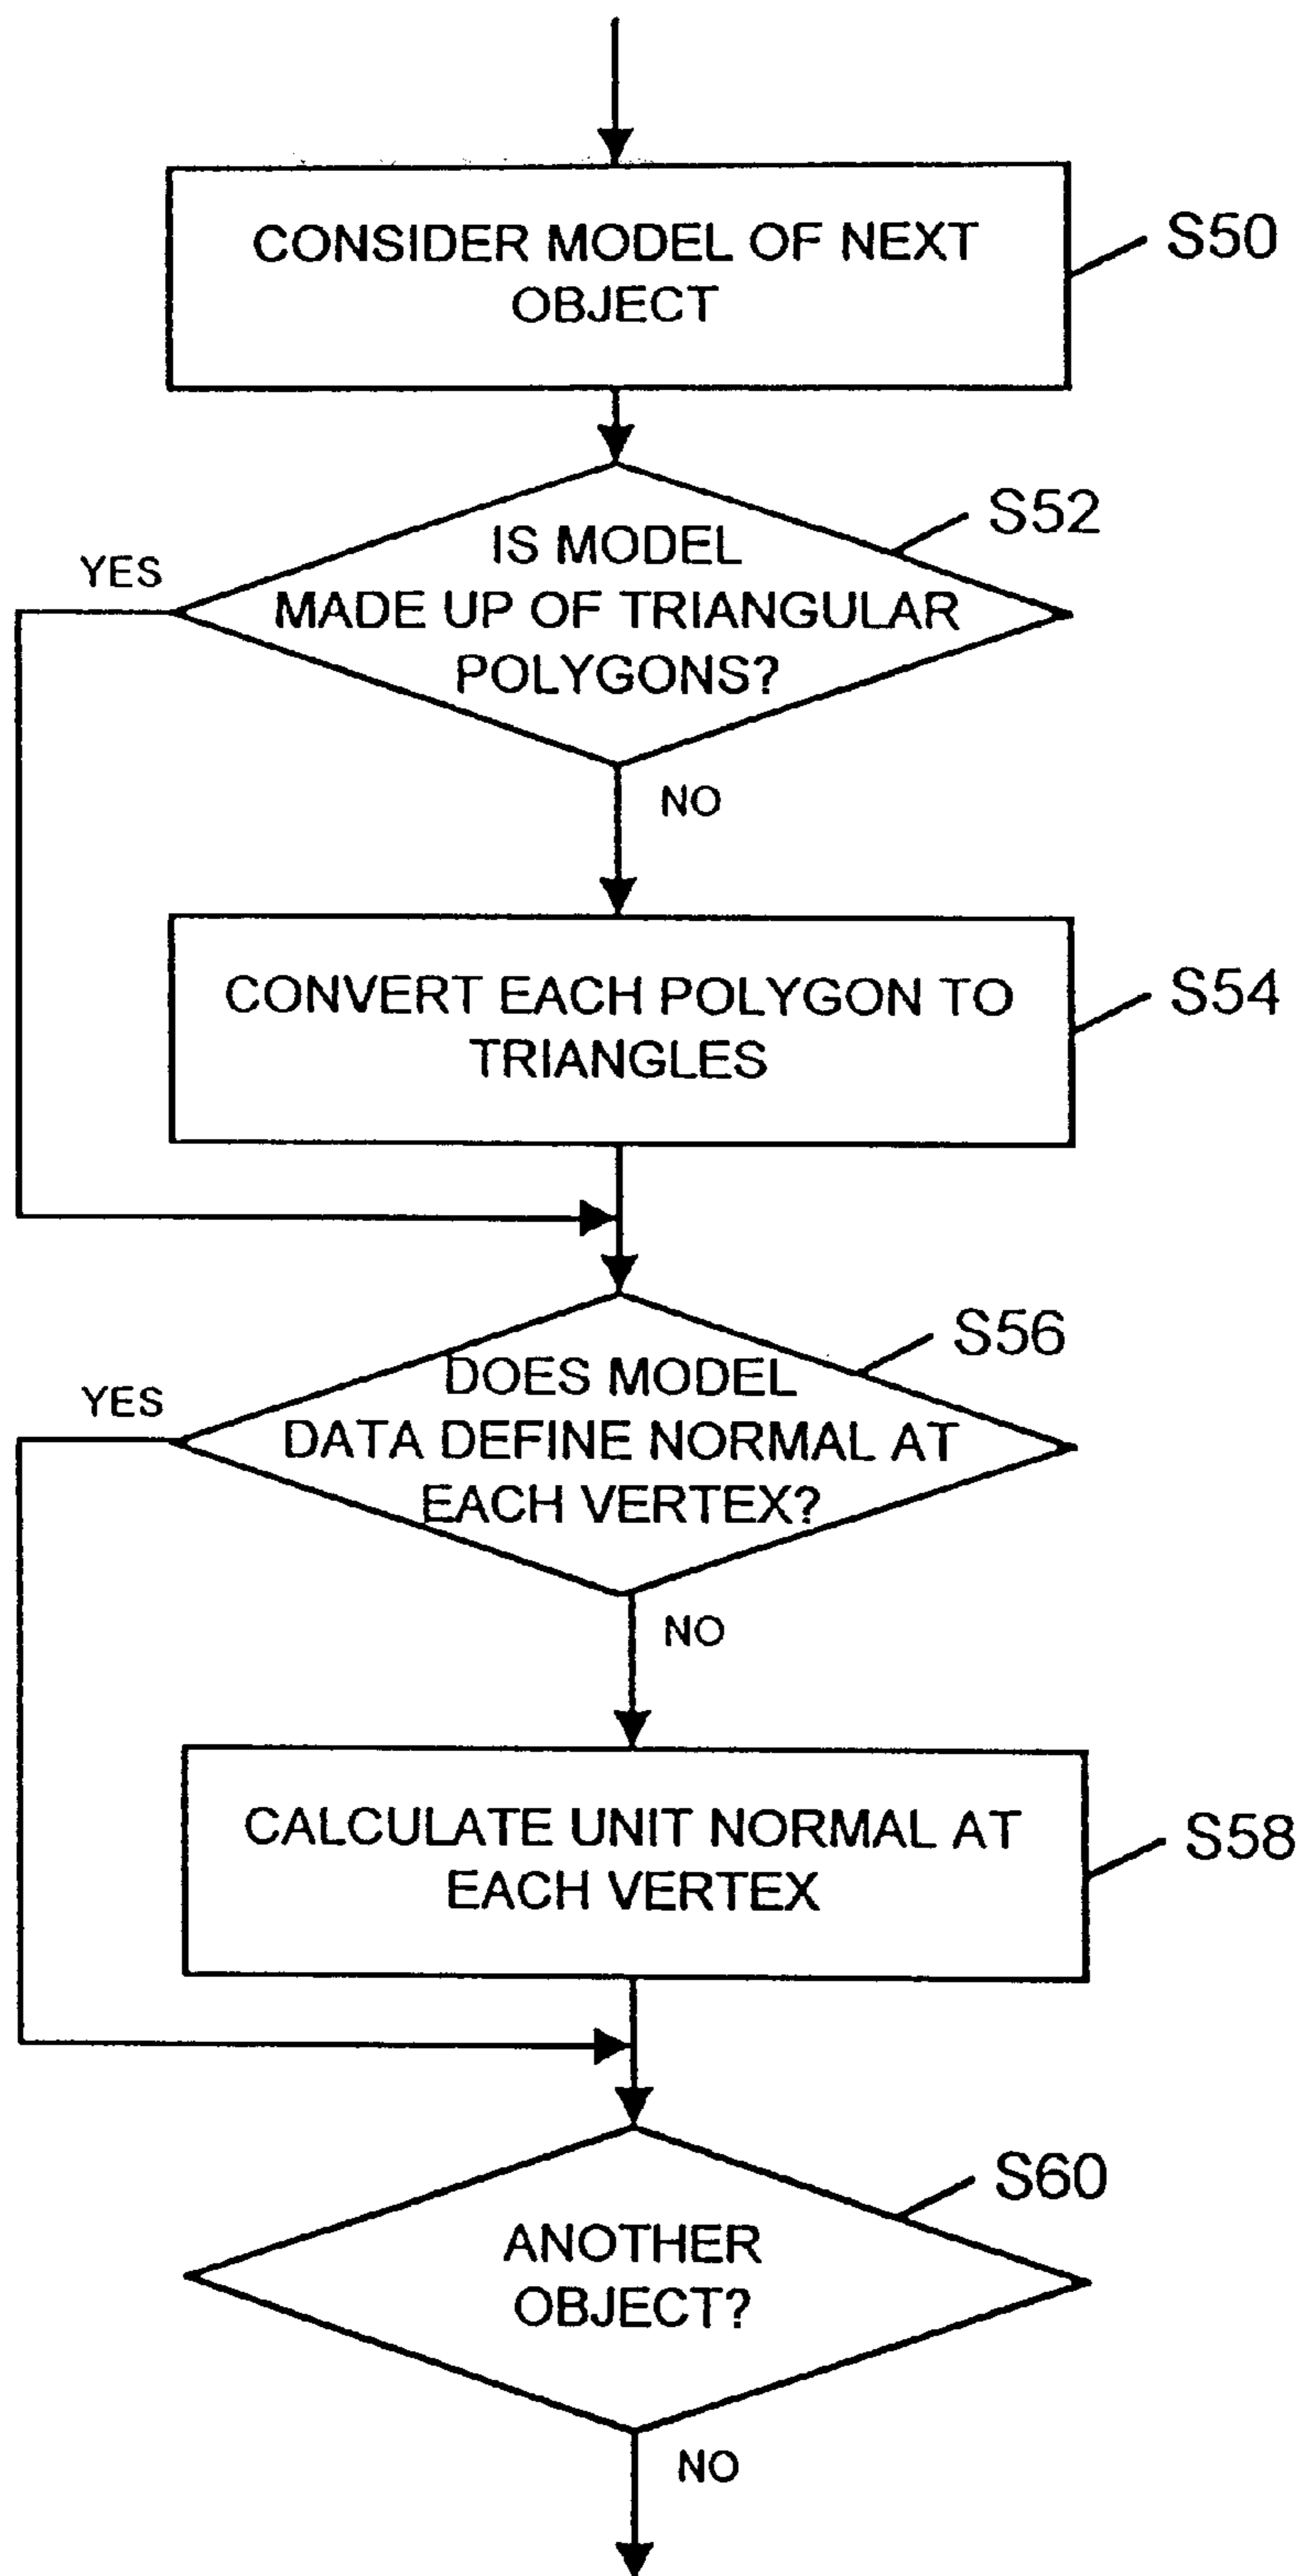 CONSIDER MODEL OF NEXT
OBJECT
S50
S52
IS MODEL
MADE UP OF TRIANGULAR
POLYGONS?
YES
NO
CONVERT EACH POLYGON TO
TRIANGLES
S54
S56
DOES MODEL
DATA DEFINE NORMAL AT
EACH VERTEX?
YES
NO
CALCULATE UNIT NORMAL AT
EACH VERTEX
S58
S60
ANOTHER
OBJECT?
NO